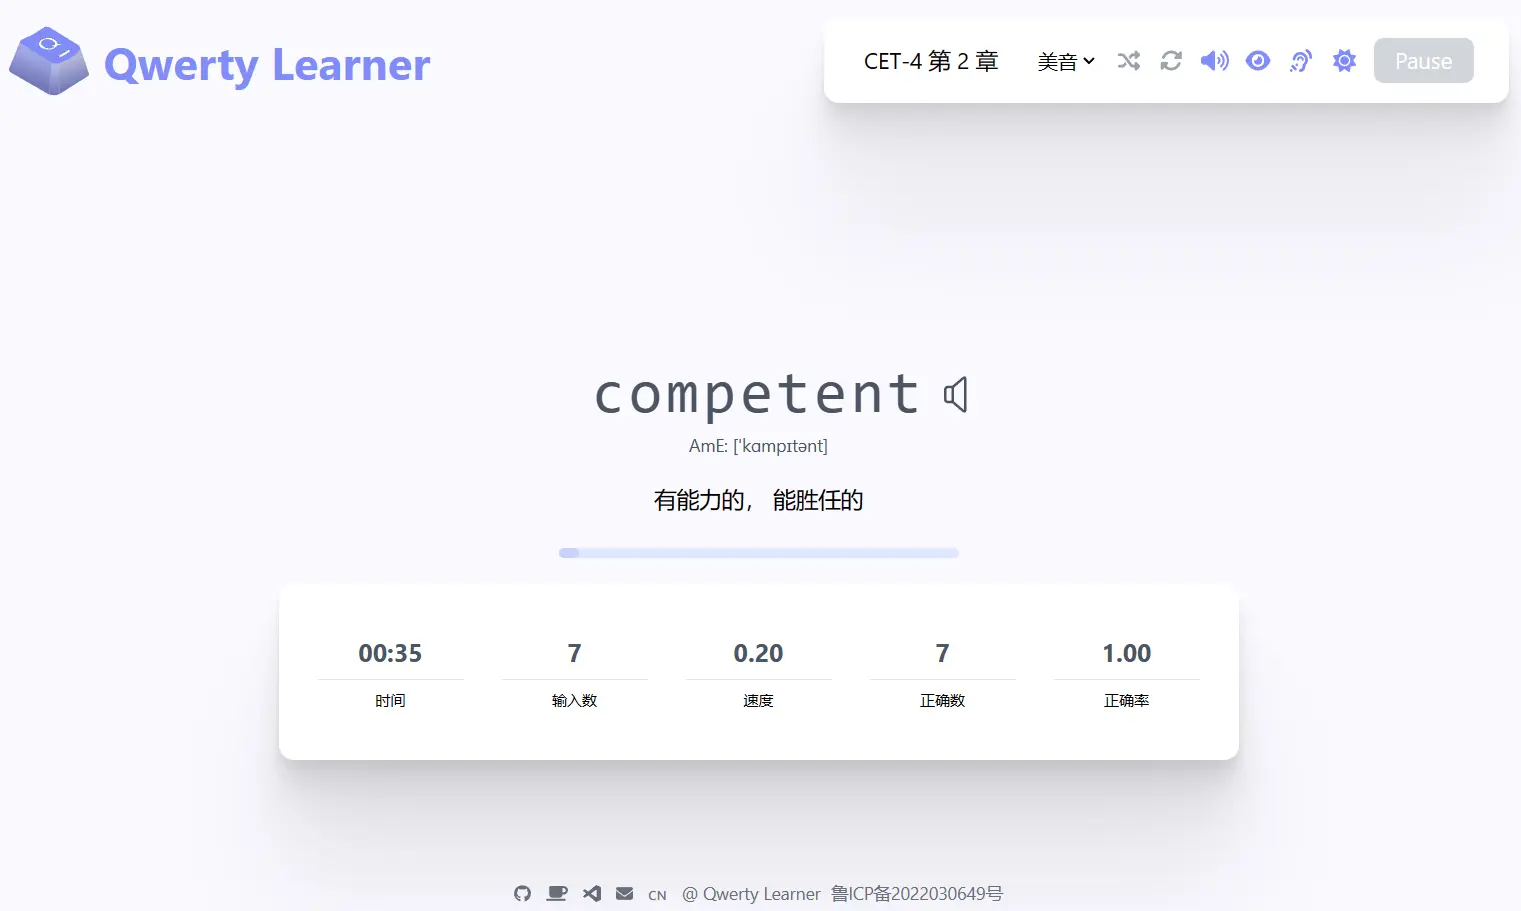 Qwerty Learner
CET-4 第 2 章 美音 Pause
competent
AmE: [ˈkɑmpɪtənt]
有能力的， 能胜任的
00:35 7 0.20 7 1.00
时间 输入数 速度 正确数 正确率
CN @ Qwerty Learner 鲁ICP备2022030649号